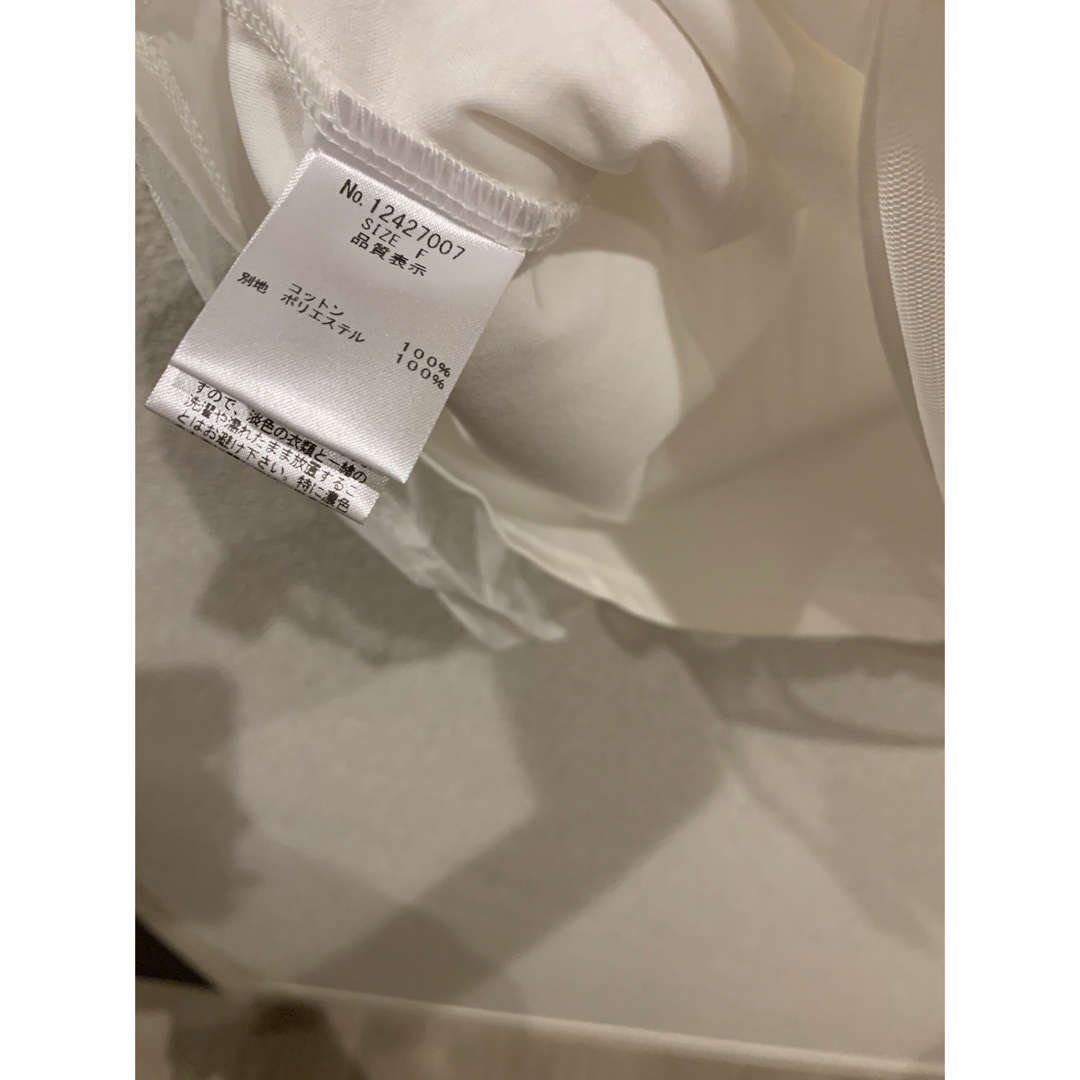 No. 12427007
SIZE F
品質表示
コットン 100%
別地 ポリエステル 100%
すので、淡色の衣類と一緒の
洗濯や濡れたまま放置するこ
とはお避け下さい。特に濃色